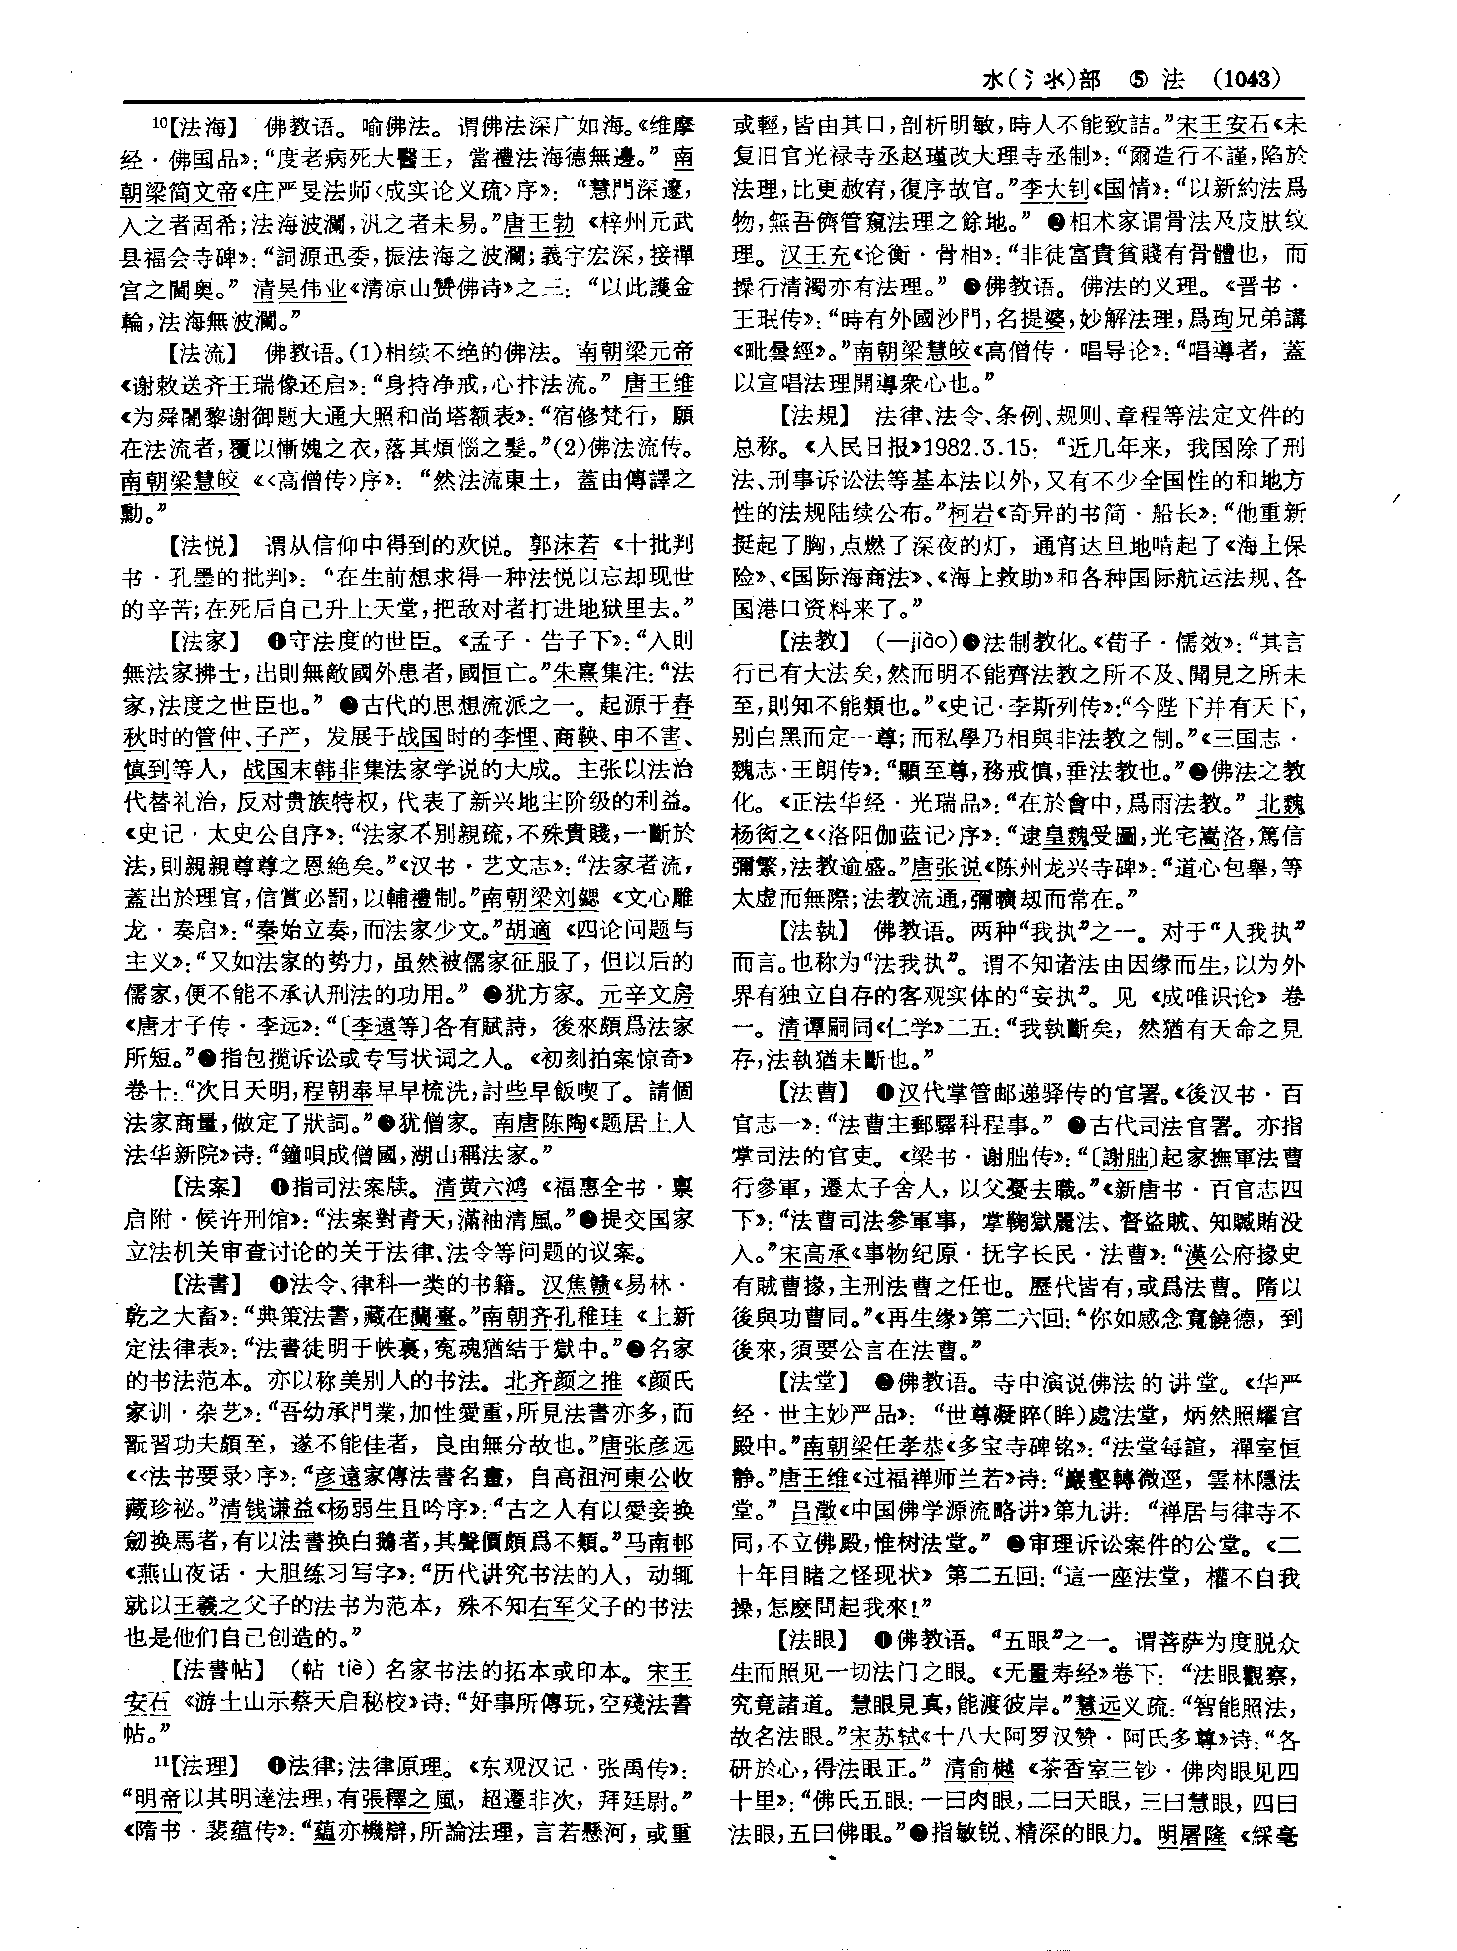 水(氵氺)部 ⑤ 法 (1043)
¹⁰【法海】 佛教语。喻佛法。谓佛法深广如海。《维摩
经·佛国品》：“度老病死大醫王，當禮法海德無邊。”南
朝梁简文帝《庄严旻法师〈成实论义疏〉序》：“慧門深邃，
入之者固希；法海波瀾，汎之者未易。”唐王勃《梓州元武
县福会寺碑》：“詞源迅委，振法海之波瀾；義宇宏深，接禪
宫之閫奥。”清吴伟业《清凉山赞佛诗》之三：“以此護金
輪，法海無波瀾。”
【法流】 佛教语。(1)相续不绝的佛法。南朝梁元帝
《谢敕送齐王瑞像还启》：“身持净戒，心抃法流。”唐王维
《为舜闍黎谢御题大通大照和尚塔额表》：“宿修梵行，願
在法流者，覆以慚媿之衣，落其煩惱之髮。”(2)佛法流传。
南朝梁慧皎《〈高僧传〉序》：“然法流東土，蓋由傳譯之
勳。”
【法悦】 谓从信仰中得到的欢悦。郭沫若《十批判
书·孔墨的批判》：“在生前想求得一种法悦以忘却现世
的辛苦；在死后自己升上天堂，把敌对者打进地狱里去。”
【法家】 ❶守法度的世臣。《孟子·告子下》：“入則
無法家拂士，出則無敵國外患者，國恒亡。”朱熹集注：“法
家，法度之世臣也。” ❷古代的思想流派之一。起源于春
秋时的管仲、子产，发展于战国时的李悝、商鞅、申不害、
慎到等人，战国末韩非集法家学说的大成。主张以法治
代替礼治，反对贵族特权，代表了新兴地主阶级的利益。
《史记·太史公自序》：“法家不别親疏，不殊貴賤，一斷於
法，則親親尊尊之恩絶矣。”《汉书·艺文志》：“法家者流，
蓋出於理官，信賞必罰，以輔禮制。”南朝梁刘勰《文心雕
龙·奏启》：“秦始立奏，而法家少文。”胡適《四论问题与
主义》：“又如法家的势力，虽然被儒家征服了，但以后的
儒家，便不能不承认刑法的功用。” ❸犹方家。元辛文房
《唐才子传·李远》：“〔李遠等〕各有賦詩，後來頗爲法家
所短。”❹指包揽诉讼或专写状词之人。《初刻拍案惊奇》
卷十：“次日天明，程朝奉早早梳洗，討些早飯喫了。請個
法家商量，做定了狀詞。”❺犹僧家。南唐陈陶《题居上人
法华新院》诗：“鐘唄成僧國，湖山稱法家。”
【法案】 ❶指司法案牍。清黄六鸿《福惠全书·禀
启附·候许刑馆》：“法案對青天，滿袖清風。”❷提交国家
立法机关审查讨论的关于法律、法令等问题的议案。
【法書】 ❶法令、律科一类的书籍。汉焦赣《易林·
乾之大畜》：“典策法書，藏在蘭臺。”南朝齐孔稚珪《上新
定法律表》：“法書徒明于帙裏，冤魂猶結于獄中。”❷名家
的书法范本。亦以称美别人的书法。北齐颜之推《颜氏
家训·杂艺》：“吾幼承門業，加性愛重，所見法書亦多，而
翫習功夫頗至，遂不能佳者，良由無分故也。”唐张彦远
《〈法书要录〉序》：“彦遠家傳法書名畫，自高祖河東公收
藏珍祕。”清钱谦益《杨弱生且吟序》：“古之人有以愛妾换
劒换馬者，有以法書换白鵝者，其聲價頗爲不類。”马南邨
《燕山夜话·大胆练习写字》：“历代讲究书法的人，动辄
就以王羲之父子的法书为范本，殊不知右军父子的书法
也是他们自己创造的。”
【法書帖】 (帖 tiè) 名家书法的拓本或印本。宋王
安石《游土山示蔡天启秘校》诗：“好事所傳玩，空殘法書
帖。”
¹¹【法理】 ❶法律；法律原理。《东观汉记·张禹传》：
“明帝以其明達法理，有張釋之風，超遷非次，拜廷尉。”
《隋书·裴蕴传》：“藴亦機辯，所論法理，言若懸河，或重
或輕，皆由其口，剖析明敏，時人不能致詰。”宋王安石《未
复旧官光禄寺丞赵瑾改大理寺丞制》：“爾造行不謹，陷於
法理，比更赦宥，復序故官。”李大钊《国情》：“以新約法爲
物，無吾儕管窺法理之餘地。” ❷相术家谓骨法及皮肤纹
理。汉王充《论衡·骨相》：“非徒富貴貧賤有骨體也，而
操行清濁亦有法理。” ❸佛教语。佛法的义理。《晋书·
王珉传》：“時有外國沙門，名提婆，妙解法理，爲珣兄弟講
《毗曇經》。”南朝梁慧皎《高僧传·唱导论》：“唱導者，蓋
以宣唱法理開導衆心也。”
【法規】 法律、法令、条例、规则、章程等法定文件的
总称。《人民日报》1982.3.15：“近几年来，我国除了刑
法、刑事诉讼法等基本法以外，又有不少全国性的和地方
性的法规陆续公布。”柯岩《奇异的书简·船长》：“他重新
挺起了胸，点燃了深夜的灯，通宵达旦地啃起了《海上保
险》、《国际海商法》、《海上救助》和各种国际航运法规、各
国港口资料来了。”
【法教】 (—jiào)❶法制教化。《荀子·儒效》：“其言
行已有大法矣，然而明不能齊法教之所不及、聞見之所未
至，則知不能類也。”《史记·李斯列传》：“今陛下并有天下，
别白黑而定一尊；而私學乃相與非法教之制。”《三国志·
魏志·王朗传》：“願至尊，務戒慎，垂法教也。”❷佛法之教
化。《正法华经·光瑞品》：“在於會中，爲雨法教。”北魏
杨衒之《〈洛阳伽蓝记〉序》：“逮皇魏受圖，光宅嵩洛，篤信
彌繁，法教逾盛。”唐张说《陈州龙兴寺碑》：“道心包舉，等
太虚而無際；法教流通，彌曠劫而常在。”
【法執】 佛教语。两种“我执”之一。对于“人我执”
而言。也称为“法我执”。谓不知诸法由因缘而生，以为外
界有独立自存的客观实体的“妄执”。见《成唯识论》卷
一。清谭嗣同《仁学》二五：“我執斷矣，然猶有天命之見
存，法執猶未斷也。”
【法曹】 ❶汉代掌管邮递驿传的官署。《後汉书·百
官志一》：“法曹主郵驛科程事。” ❷古代司法官署。亦指
掌司法的官吏。《梁书·谢朏传》：“〔謝朏〕起家撫軍法曹
行參軍，遷太子舍人，以父憂去職。”《新唐书·百官志四
下》：“法曹司法參軍事，掌鞠獄麗法、督盜賊、知贓賄没
入。”宋高承《事物纪原·抚字长民·法曹》：“漢公府掾史
有賊曹掾，主刑法曹之任也。歷代皆有，或爲法曹。隋以
後與功曹同。”《再生缘》第二六回：“你如感念寬饒德，到
後來，須要公言在法曹。”
【法堂】 ❶佛教语。寺中演说佛法的讲堂。《华严
经·世主妙严品》：“世尊凝睟(眸)處法堂，炳然照耀宫
殿中。”南朝梁任孝恭《多宝寺碑铭》：“法堂每諠，禪室恒
静。”唐王维《过福禅师兰若》诗：“巖壑轉微逕，雲林隱法
堂。”吕澂《中国佛学源流略讲》第九讲：“禅居与律寺不
同，不立佛殿，惟树法堂。” ❷审理诉讼案件的公堂。《二
十年目睹之怪现状》第二五回：“這一座法堂，權不自我
操，怎麽問起我來！”
【法眼】 ❶佛教语。“五眼”之一。谓菩萨为度脱众
生而照见一切法门之眼。《无量寿经》卷下：“法眼觀察，
究竟諸道。慧眼見真，能渡彼岸。”慧远义疏：“智能照法，
故名法眼。”宋苏轼《十八大阿罗汉赞·阿氏多尊》诗：“各
研於心，得法眼正。”清俞樾《茶香室三钞·佛肉眼见四
十里》：“佛氏五眼：一曰肉眼，二曰天眼，三曰慧眼，四曰
法眼，五曰佛眼。”❷指敏锐、精深的眼力。明屠隆《綵毫